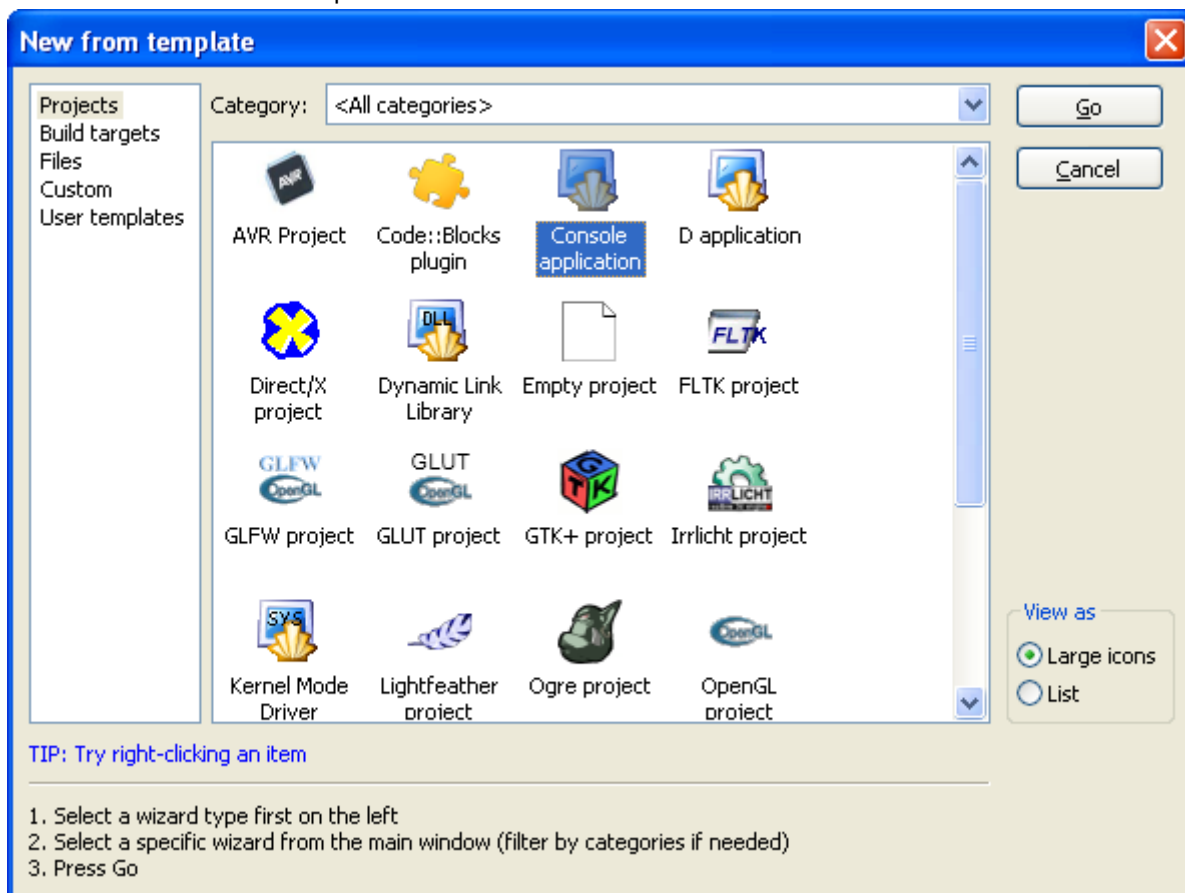 New from template
Projects
Build targets
Files
Custom
User templates
Category: <All categories>
Go
Cancel
AVR
AVR Project
Code::Blocks
plugin
Console
application
D application
Direct/X
project
DLL
Dynamic Link
Library
Empty project
FLTK
FLTK project
GLFW
OpenGL
GLFW project
GLUT
OpenGL
GLUT project
GTK
GTK+ project
IRRLICHT
Irrlicht project
SYS
Kernel Mode
Driver
Lightfeather
project
Ogre project
OpenGL
OpenGL
project
View as
Large icons
List
TIP: Try right-clicking an item
1. Select a wizard type first on the left
2. Select a specific wizard from the main window (filter by categories if needed)
3. Press Go